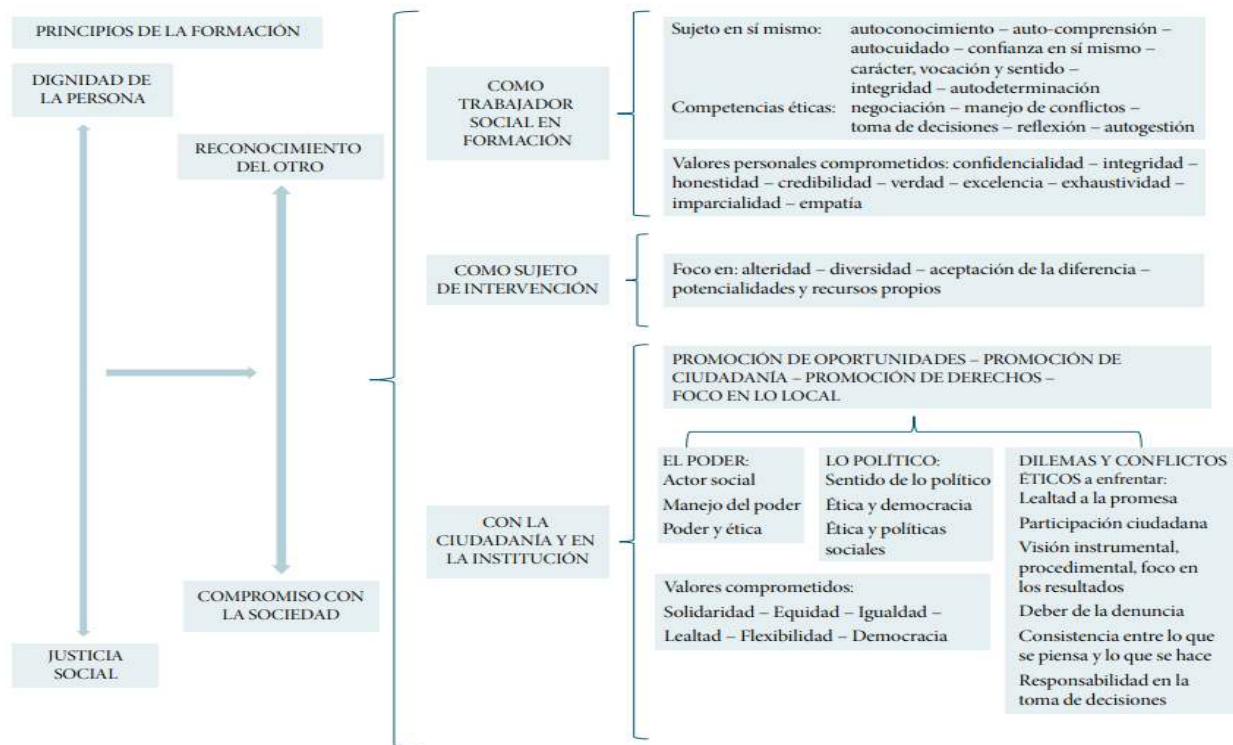 PRINCIPIOS DE LA FORMACIÓN
DIGNIDAD DE
LA PERSONA
RECONOCIMIENTO
DEL OTRO
COMPROMISO CON
LA SOCIEDAD
JUSTICIA
SOCIAL
COMO
TRABAJADOR
SOCIAL EN
FORMACIÓN
Sujeto en sí mismo: autoconocimiento – auto-comprensión –
autocuidado – confianza en sí mismo –
carácter, vocación y sentido –
integridad – autodeterminación
Competencias éticas: negociación – manejo de conflictos –
toma de decisiones – reflexión – autogestión
Valores personales comprometidos: confidencialidad – integridad –
honestidad – credibilidad – verdad – excelencia – exhaustividad –
imparcialidad – empatía
COMO SUJETO
DE INTERVENCIÓN
Foco en: alteridad – diversidad – aceptación de la diferencia –
potencialidades y recursos propios
CON LA
CIUDADANÍA Y EN
LA INSTITUCIÓN
PROMOCIÓN DE OPORTUNIDADES – PROMOCIÓN DE
CIUDADANÍA – PROMOCIÓN DE DERECHOS –
FOCO EN LO LOCAL
EL PODER:
Actor social
Manejo del poder
Poder y ética
LO POLÍTICO:
Sentido de lo político
Ética y democracia
Ética y políticas
sociales
DILEMAS Y CONFLICTOS
ÉTICOS a enfrentar:
Lealtad a la promesa
Participación ciudadana
Visión instrumental,
procedimental, foco en
los resultados
Deber de la denuncia
Consistencia entre lo que
se piensa y lo que se hace
Responsabilidad en la
toma de decisiones
Valores comprometidos:
Solidaridad – Equidad – Igualdad –
Lealtad – Flexibilidad – Democracia